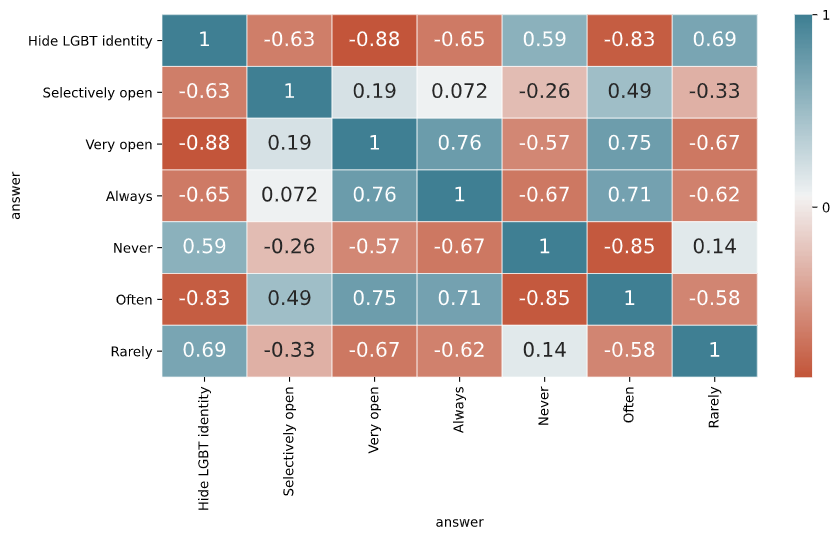 Hide LGBT identity 1 -0.63 -0.88 -0.65 0.59 -0.83 0.69
Selectively open -0.63 1 0.19 0.072 -0.26 0.49 -0.33
Very open -0.88 0.19 1 0.76 -0.57 0.75 -0.67
Always -0.65 0.072 0.76 1 -0.67 0.71 -0.62
Never 0.59 -0.26 -0.57 -0.67 1 -0.85 0.14
Often -0.83 0.49 0.75 0.71 -0.85 1 -0.58
Rarely 0.69 -0.33 -0.67 -0.62 0.14 -0.58 1
answer
Hide LGBT identity
Selectively open
Very open
Always
Never
Often
Rarely
answer
1
0